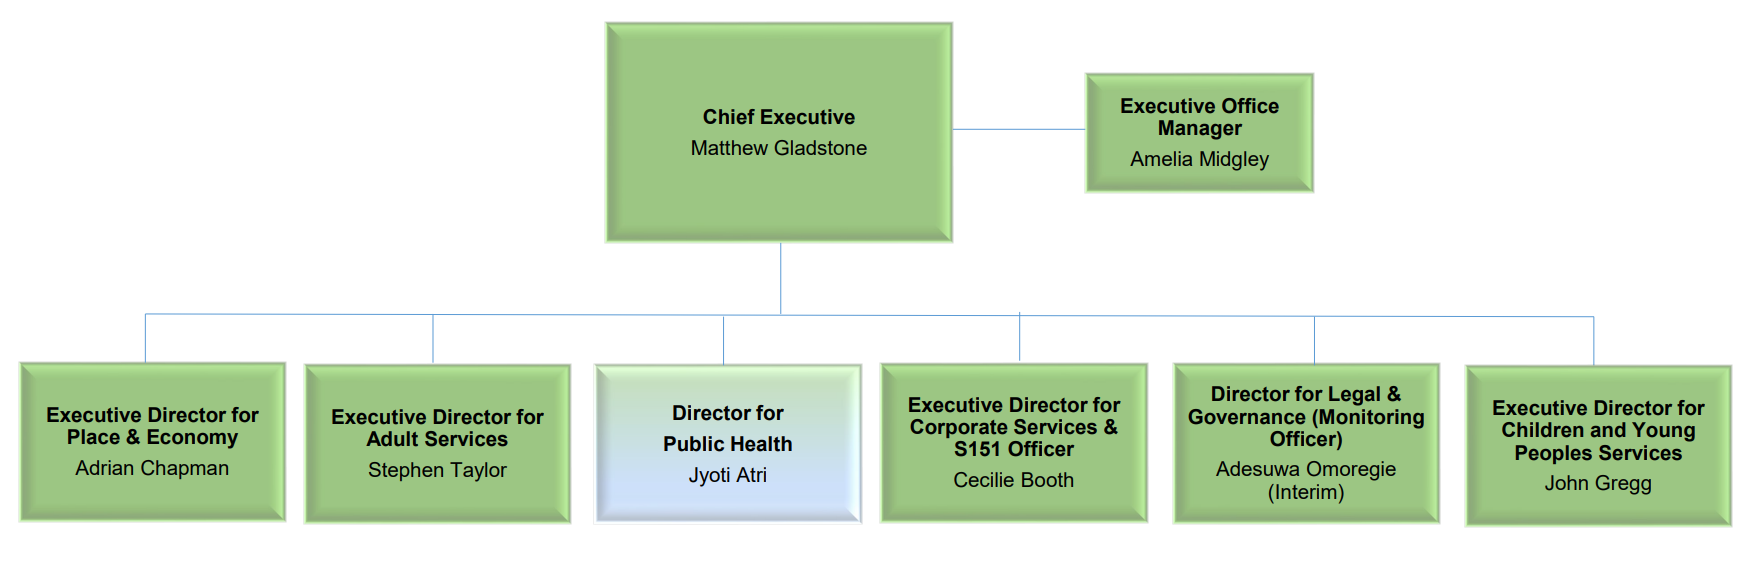 Chief Executive
Matthew Gladstone
Executive Office
Manager
Amelia Midgley
Executive Director for
Place & Economy
Adrian Chapman
Executive Director for
Adult Services
Stephen Taylor
Director for
Public Health
Jyoti Atri
Executive Director for
Corporate Services &
S151 Officer
Cecilie Booth
Director for Legal &
Governance (Monitoring
Officer)
Adesuwa Omoregie
(Interim)
Executive Director for
Children and Young
Peoples Services
John Gregg